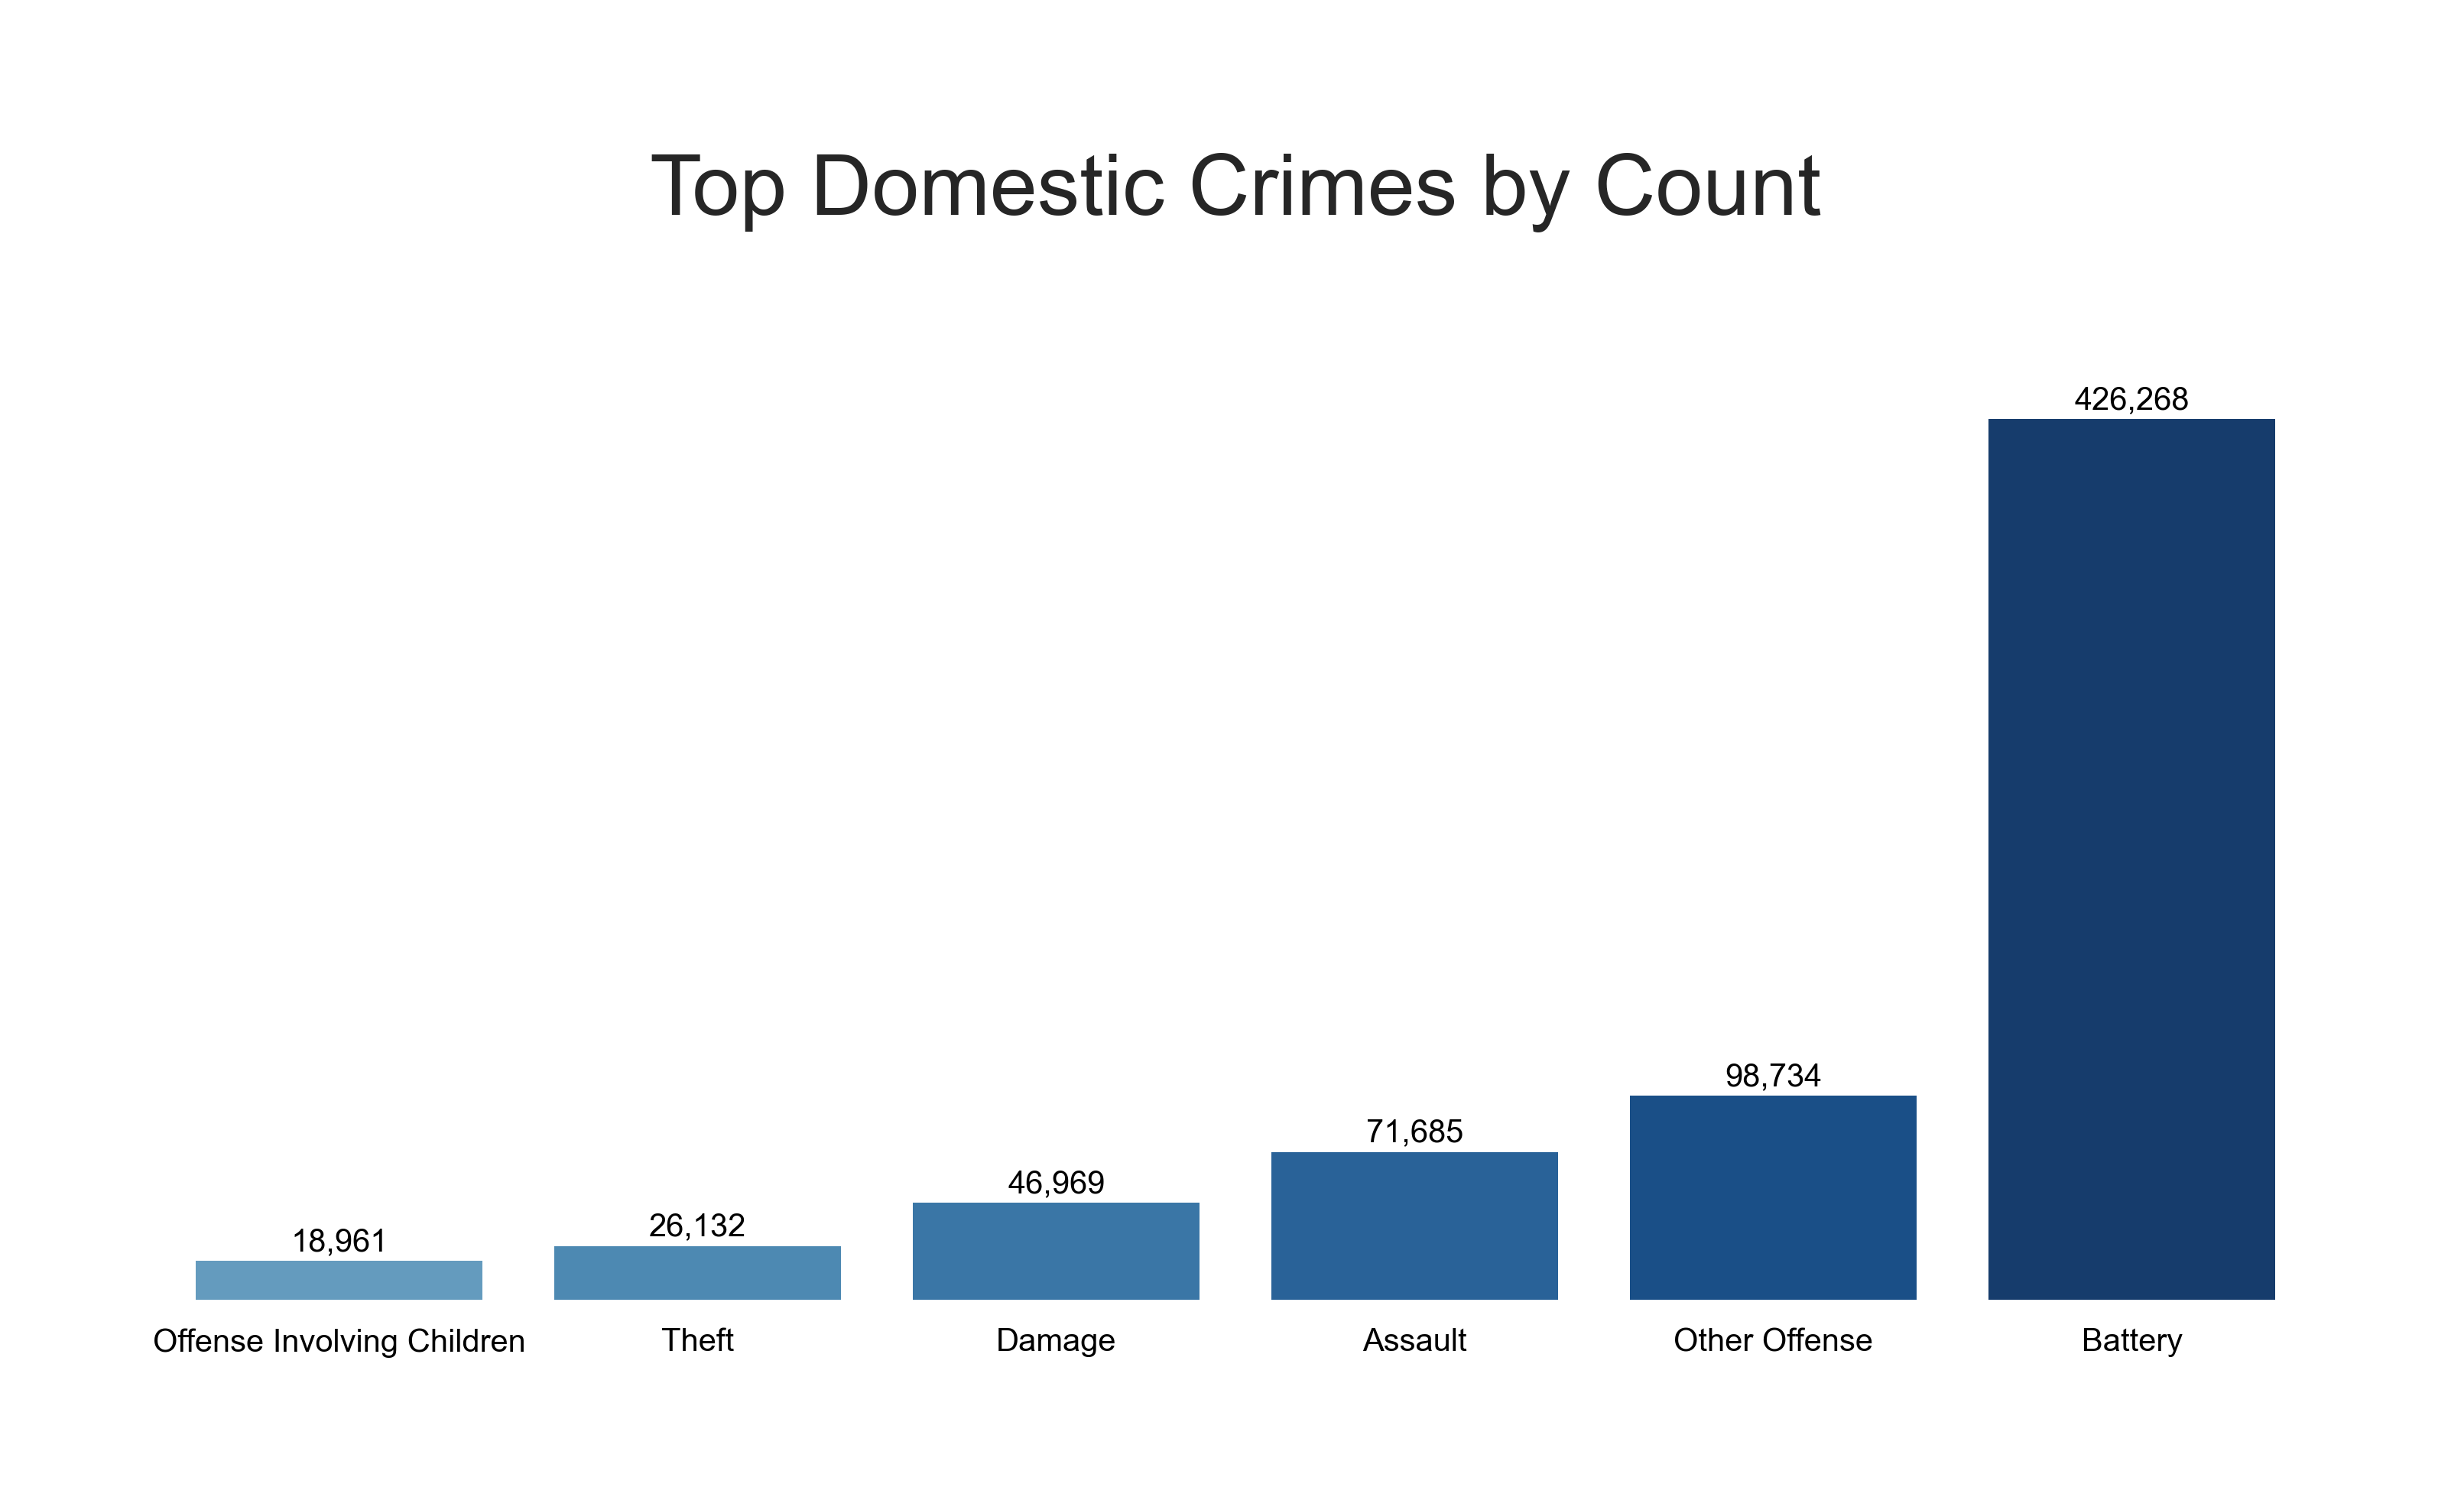 Top Domestic Crimes by Count
426,268
98,734
71,685
46,969
26,132
18,961
Offense Involving Children
Theft
Damage
Assault
Other Offense
Battery